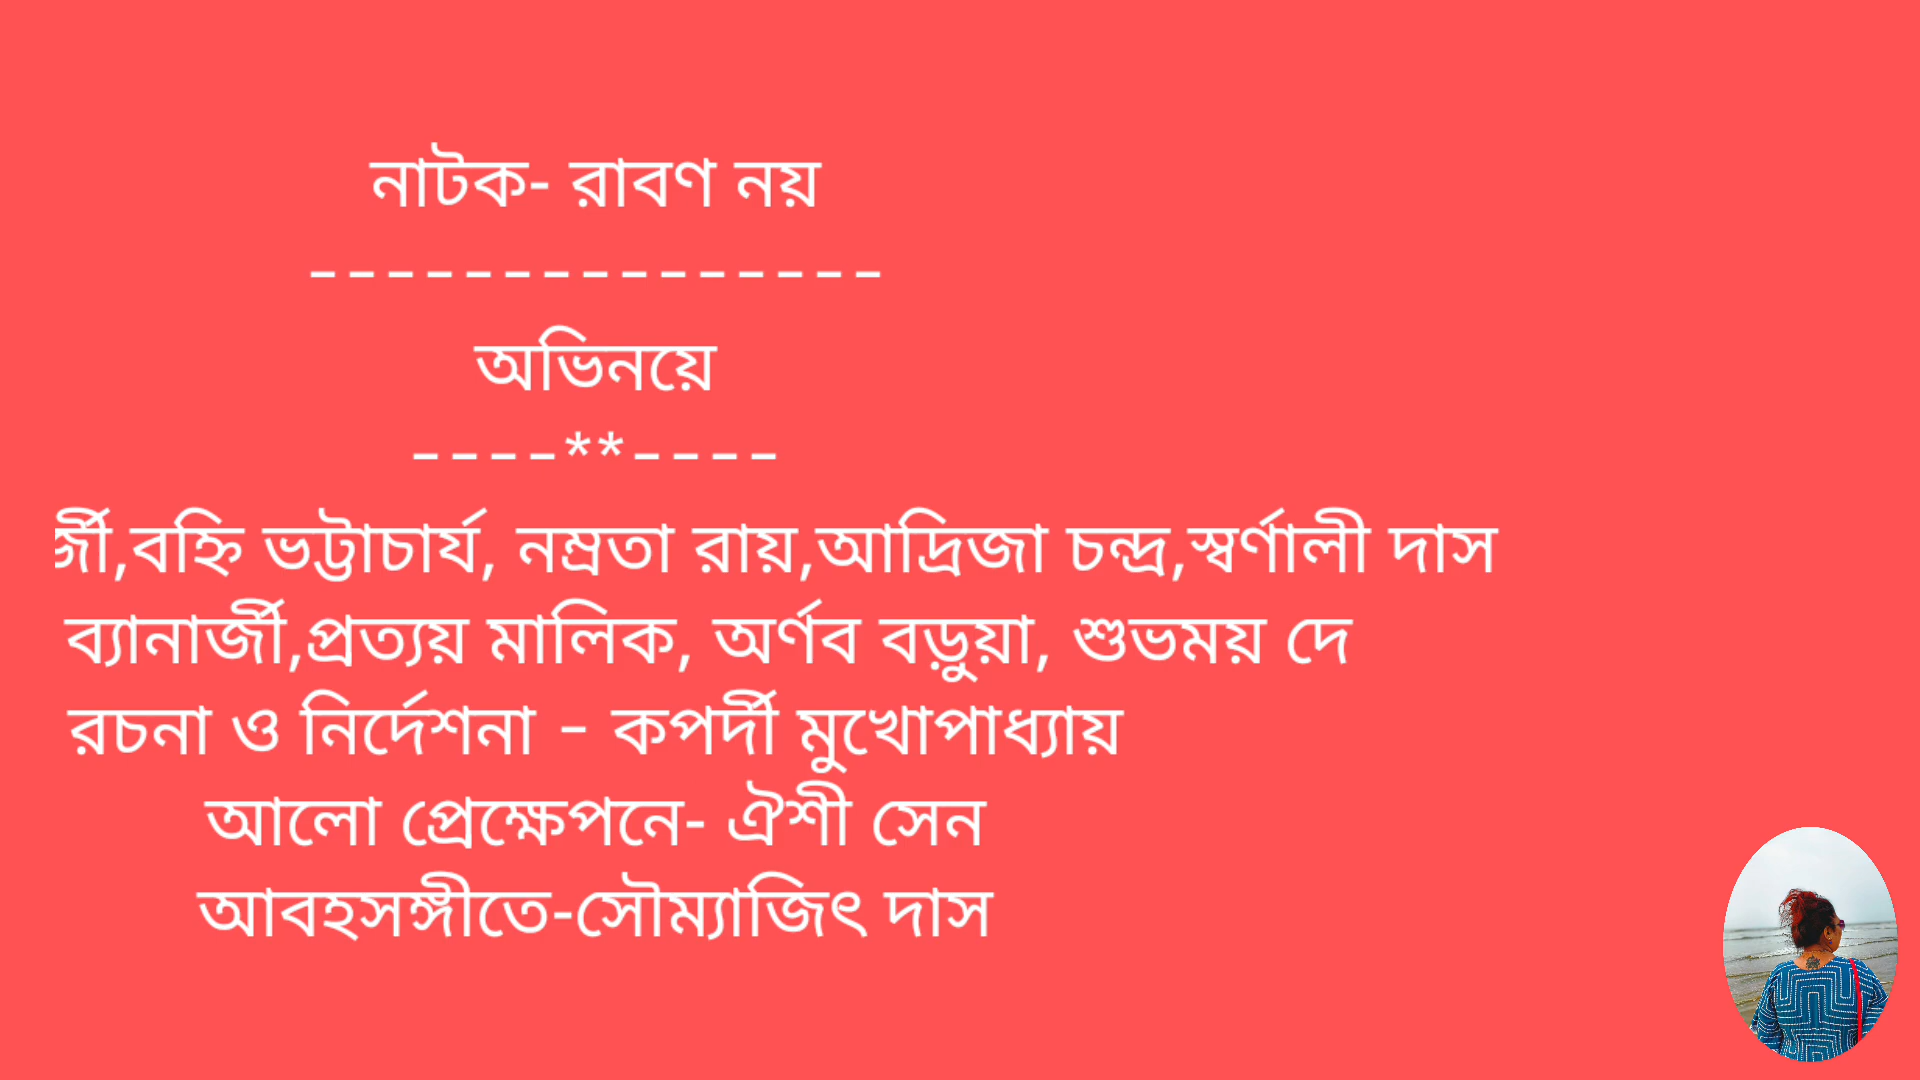 নাটক- রাবণ নয়
---------------
অভিনয়ে
----**----
র্জী,বহ্নি ভট্টাচার্য, নম্রতা রায়,আদ্রিজা চন্দ্র,স্বর্ণালী দাস
ব্যানার্জী,প্রত্যয় মালিক, অর্ণব বড়ুয়া, শুভময় দে
রচনা ও নির্দেশনা - কপর্দী মুখোপাধ্যায়
আলো প্রেক্ষেপনে- ঐশী সেন
আবহসঙ্গীতে-সৌম্যাজিৎ দাস